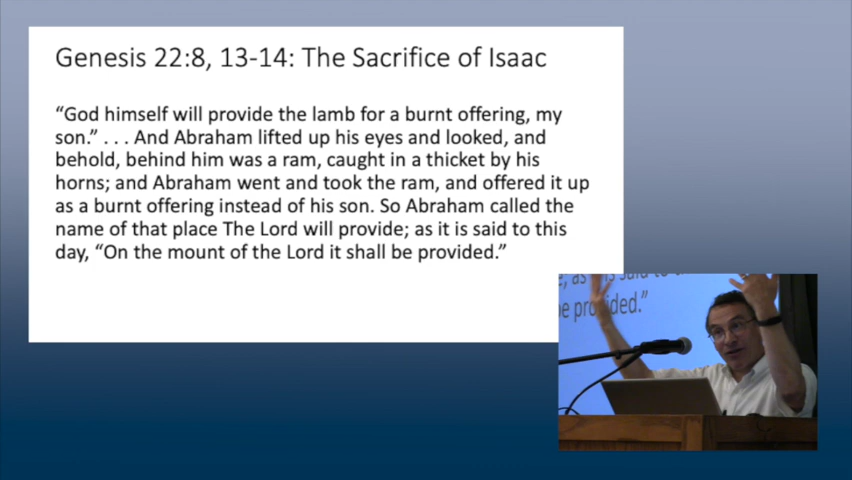 Genesis 22:8, 13-14: The Sacrifice of Isaac
“God himself will provide the lamb for a burnt offering, my
son.” . . . And Abraham lifted up his eyes and looked, and
behold, behind him was a ram, caught in a thicket by his
horns; and Abraham went and took the ram, and offered it up
as a burnt offering instead of his son. So Abraham called the
name of that place The Lord will provide; as it is said to this
day, “On the mount of the Lord it shall be provided.”
said to
be provided.”